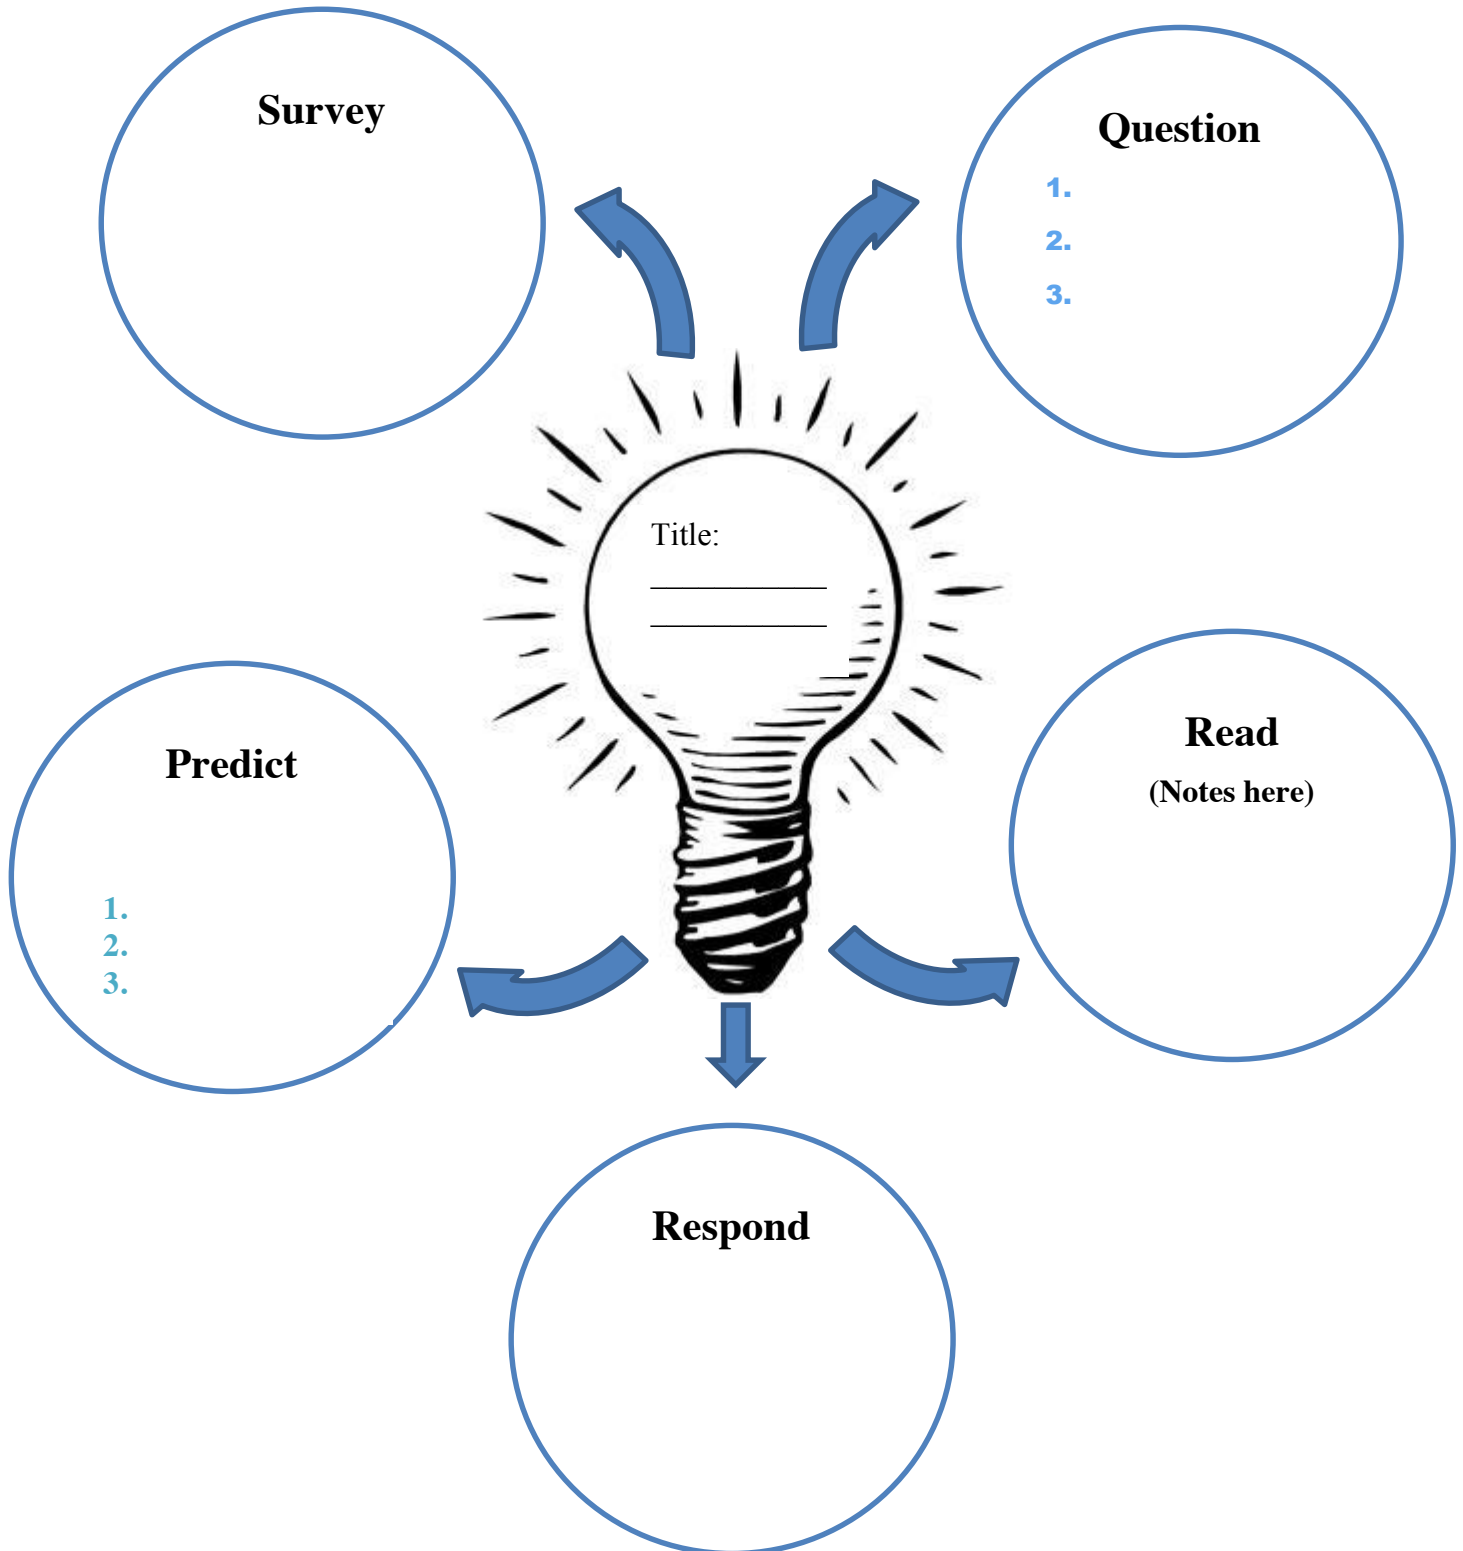 Survey
Question
1.
2.
3.
Title:
Predict
1.
2.
3.
Read
(Notes here)
Respond